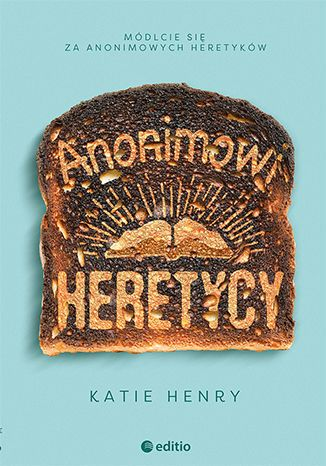 MÓDLCIE SIĘ
ZA ANONIMOWYCH HERETYKÓW
Anonimowi
HERETYCY
KATIE HENRY
editio